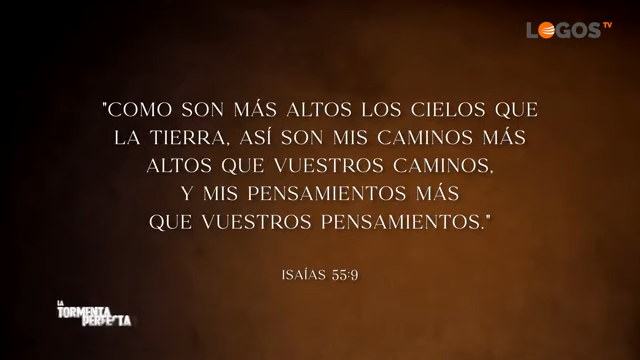 LOGOS TV
"COMO SON MÁS ALTOS LOS CIELOS QUE
LA TIERRA, ASÍ SON MIS CAMINOS MÁS
ALTOS QUE VUESTROS CAMINOS,
Y MIS PENSAMIENTOS MÁS
QUE VUESTROS PENSAMIENTOS."
ISAÍAS 55:9
LA
TORMENTA
PERFECTA